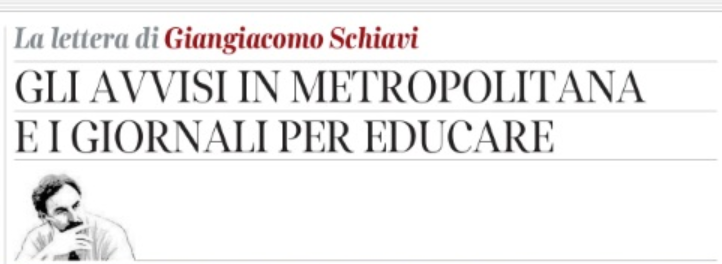 La lettera di Giangiacomo Schiavi
GLI AVVISI IN METROPOLITANA
E I GIORNALI PER EDUCARE